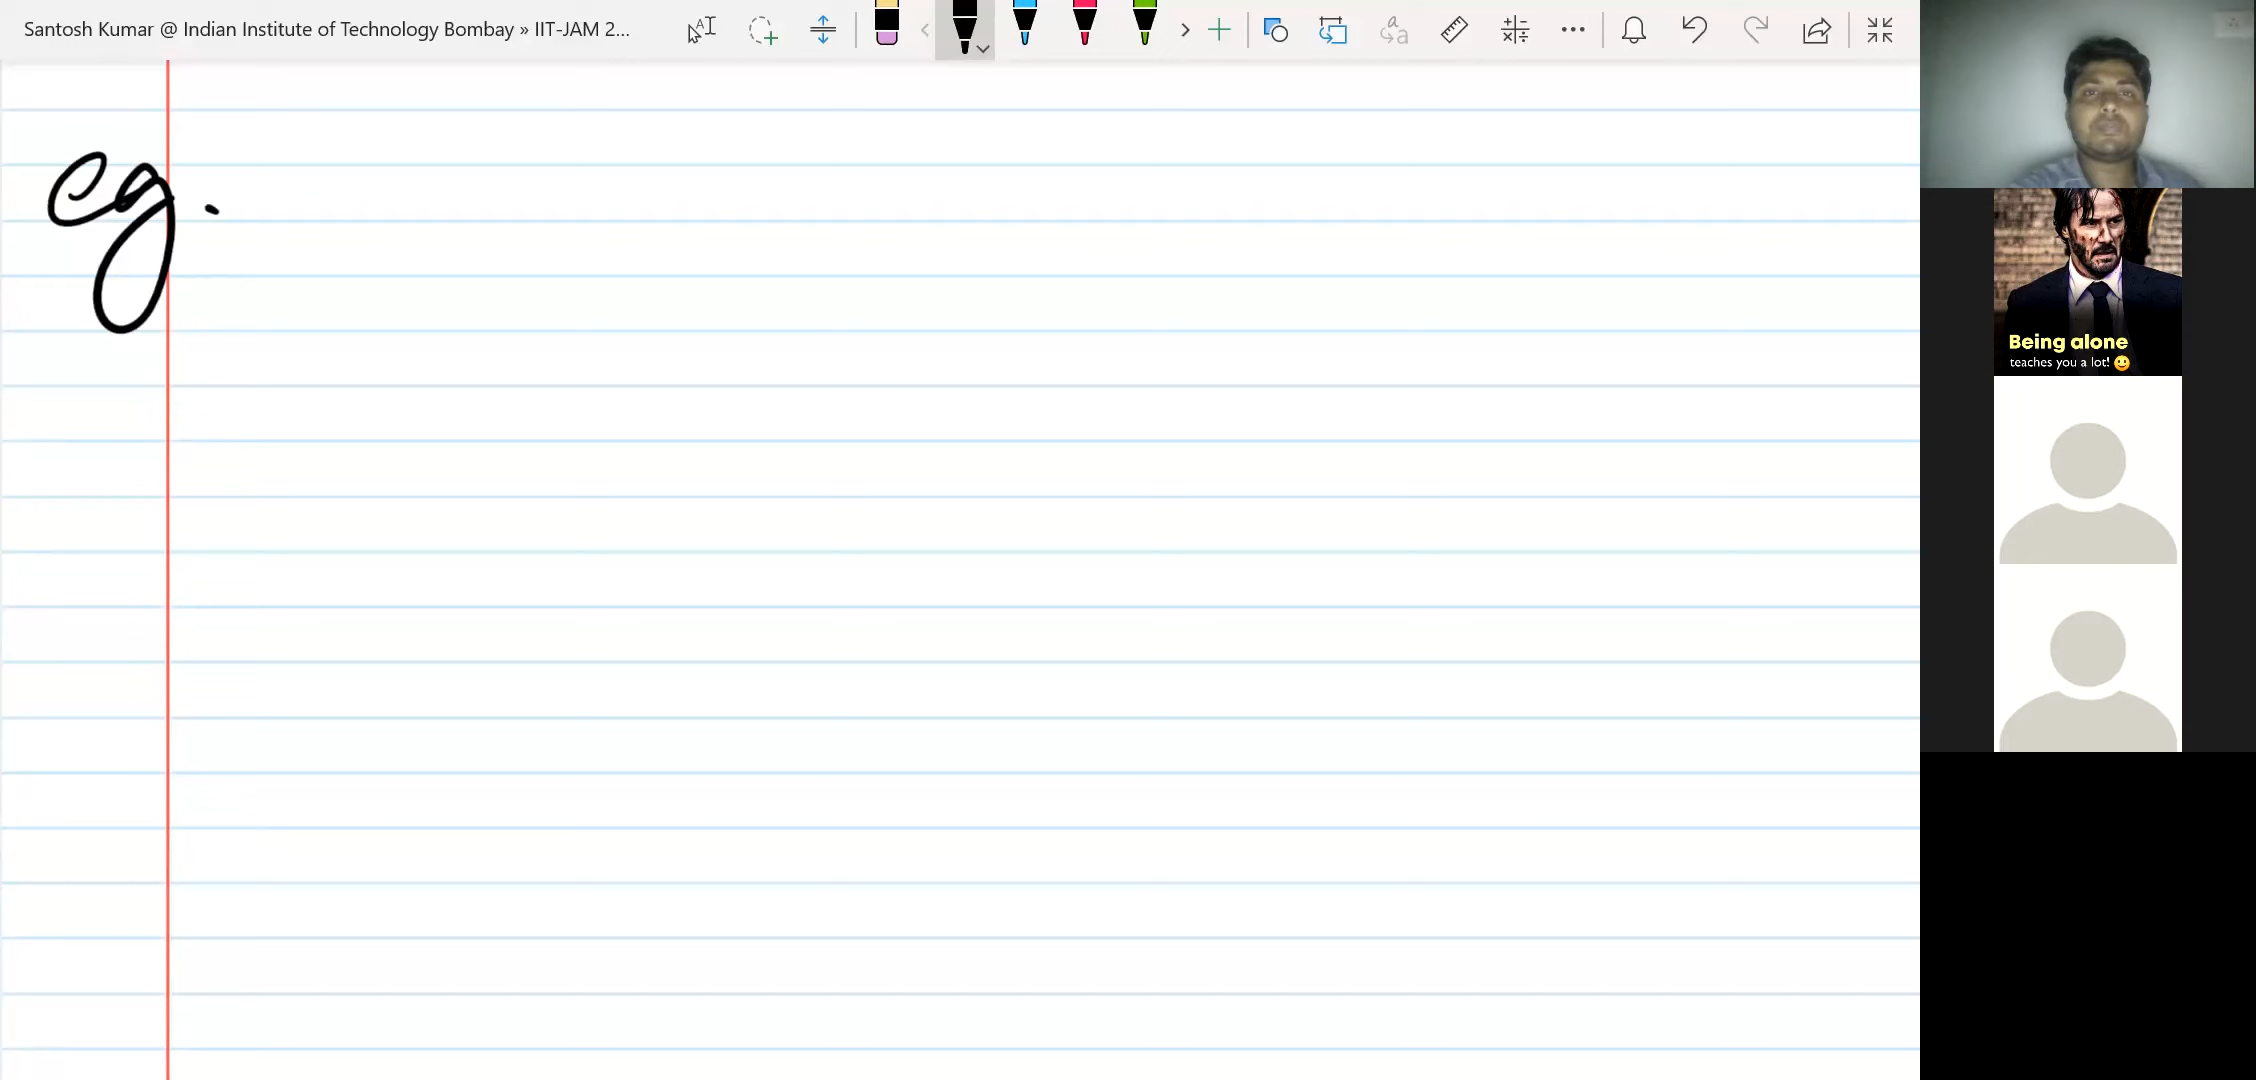 Santosh Kumar @ Indian Institute of Technology Bombay » IIT-JAM 2...
eg.
Being alone
teaches you a lot! 😀